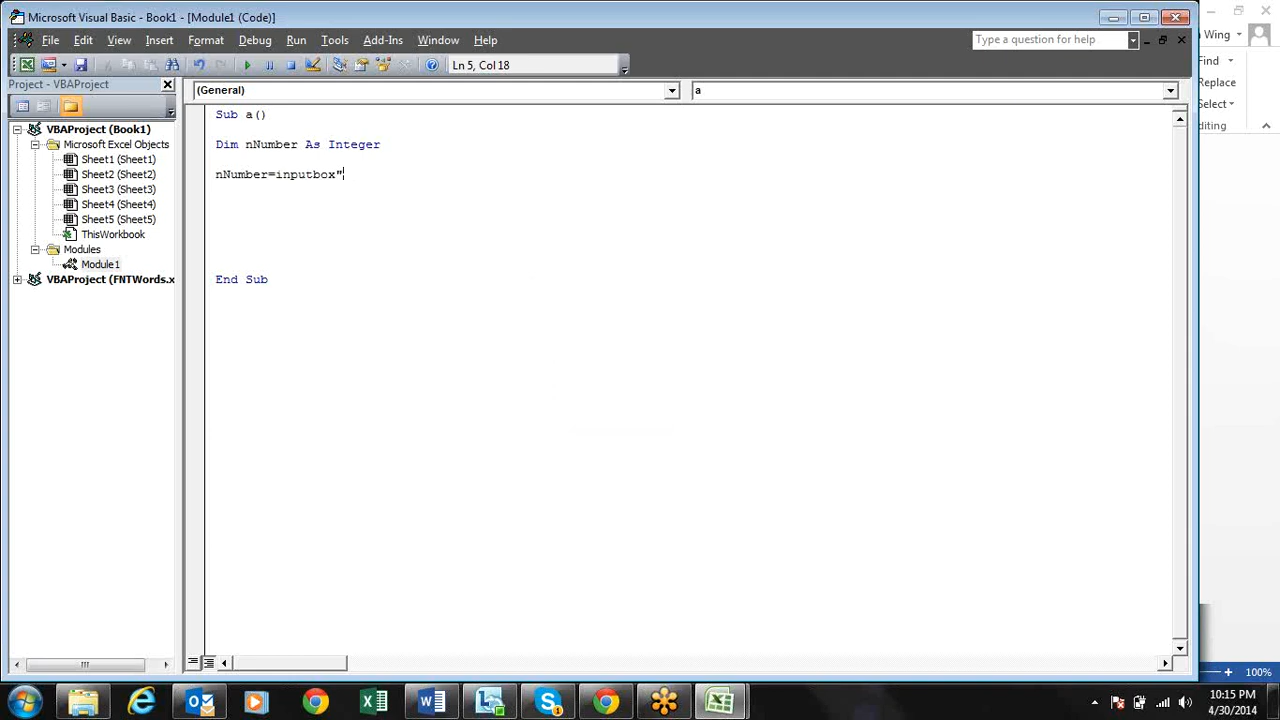 Microsoft Visual Basic - Book1 - [Module1 (Code)]
File Edit View Insert Format Debug Run Tools Add-Ins Window Help
Type a question for help
Wing
Ln 5, Col 18
Find
Project - VBAProject
Replace
(General)
a
Select
Sub a()
diting
VBAProject (Book1)
Dim nNumber As Integer
Microsoft Excel Objects
Sheet1 (Sheet1)
nNumber=inputbox"
Sheet2 (Sheet2)
Sheet3 (Sheet3)
Sheet4 (Sheet4)
Sheet5 (Sheet5)
ThisWorkbook
Modules
Module1
VBAProject (FNTWords.x
End Sub
100%
10:15 PM
4/30/2014